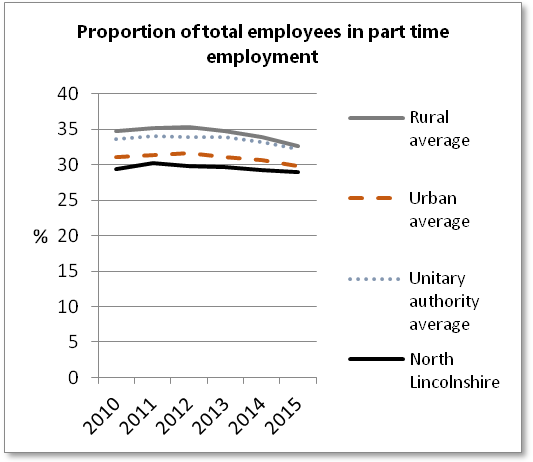 Proportion of total employees in part time
employment
40
35
30
25
20
15
10
5
0
%
2010
2011
2012
2013
2014
2015
Rural
average
Urban
average
Unitary
authority
average
North
Lincolnshire